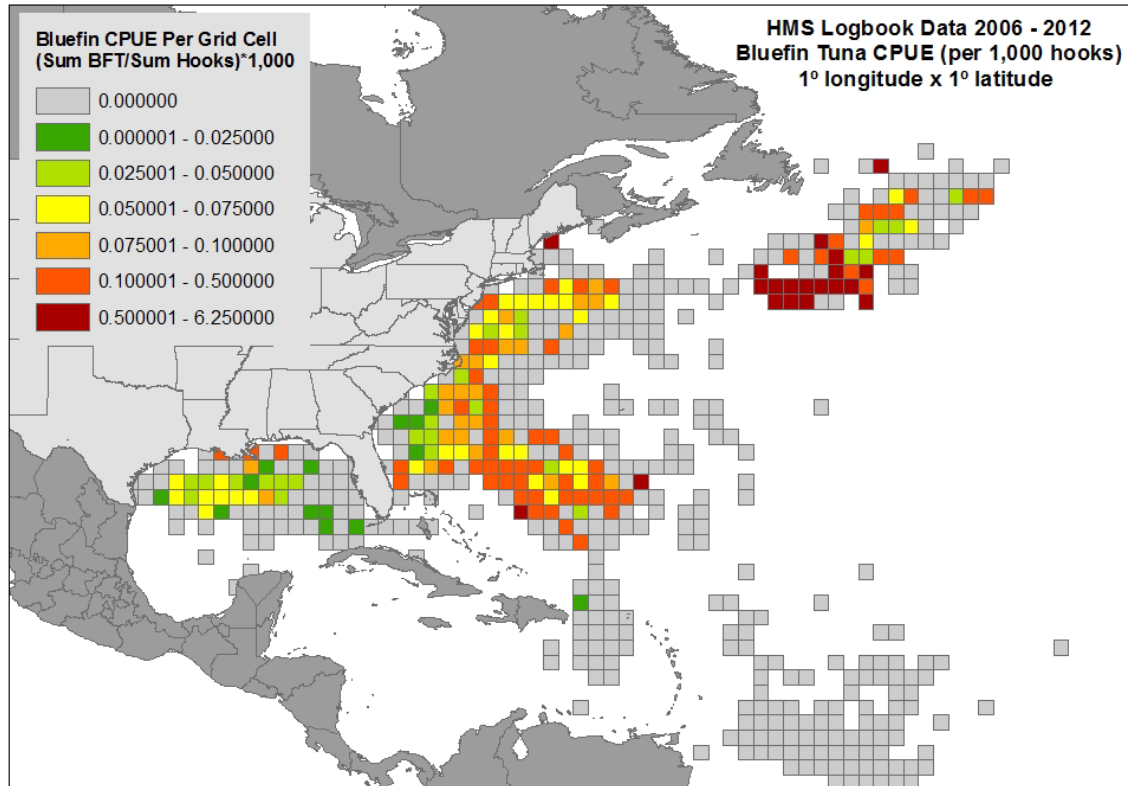 Bluefin CPUE Per Grid Cell
(Sum BFT/Sum Hooks)*1,000
0.000000
0.000001 - 0.025000
0.025001 - 0.050000
0.050001 - 0.075000
0.075001 - 0.100000
0.100001 - 0.500000
0.500001 - 6.250000
HMS Logbook Data 2006 - 2012
Bluefin Tuna CPUE (per 1,000 hooks)
1º longitude x 1º latitude